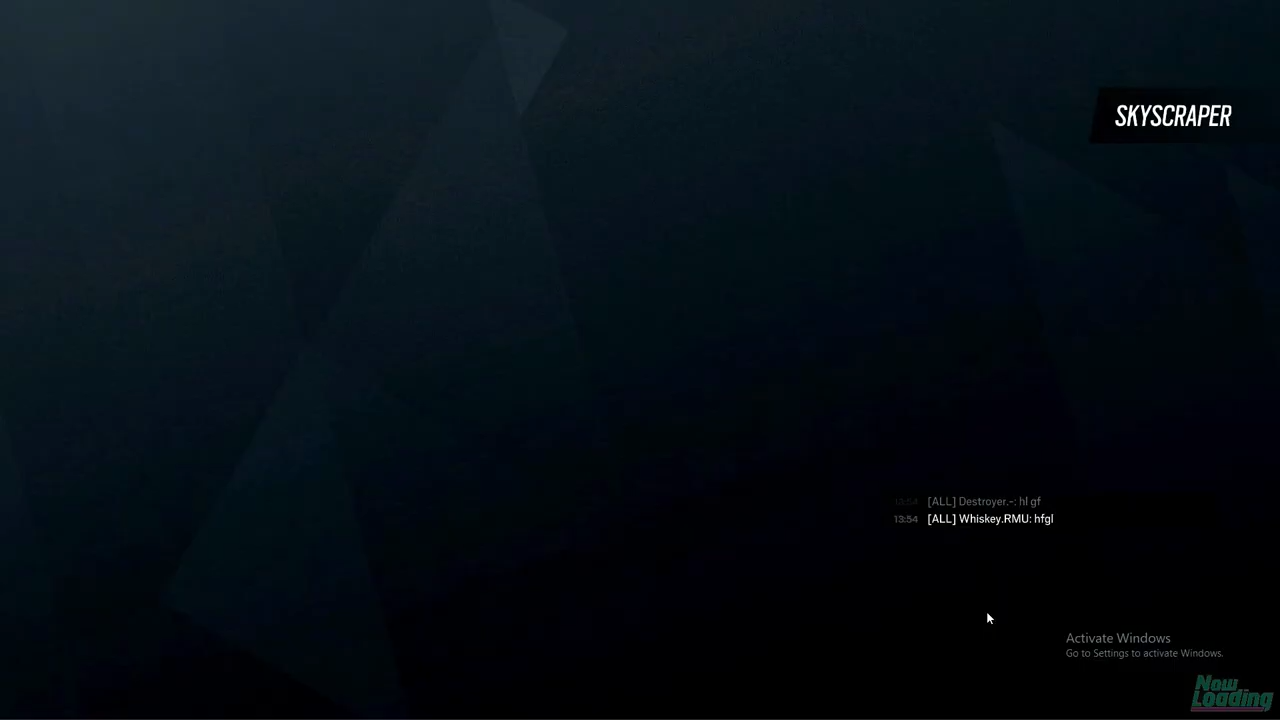 SKYSCRAPER
13:54 [ALL] Destroyer.-: hl gf
13:54 [ALL] Whiskey.RMU: hfgl
Activate Windows
Go to Settings to activate Windows.
Now
Loading